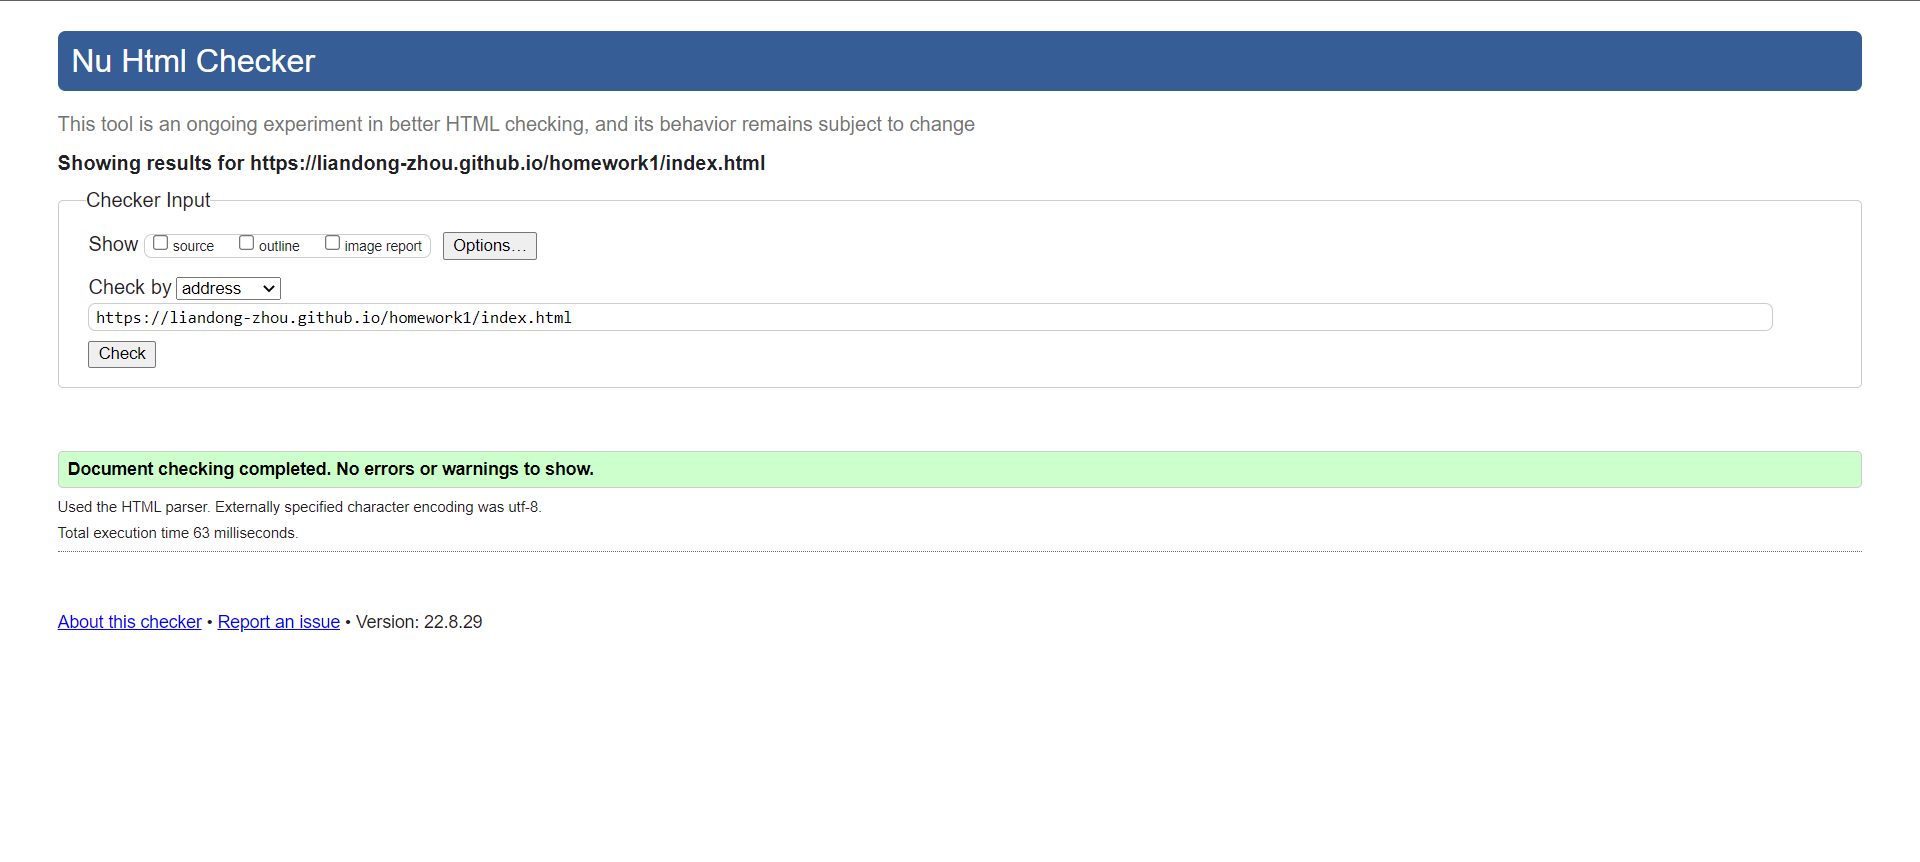 Nu Html Checker
This tool is an ongoing experiment in better HTML checking, and its behavior remains subject to change
Showing results for https://liandong-zhou.github.io/homework1/index.html
Checker Input
Show source outline image report Options…
Check by address
https://liandong-zhou.github.io/homework1/index.html
Check
Document checking completed. No errors or warnings to show.
Used the HTML parser. Externally specified character encoding was utf-8.
Total execution time 63 milliseconds.
About this checker • Report an issue • Version: 22.8.29